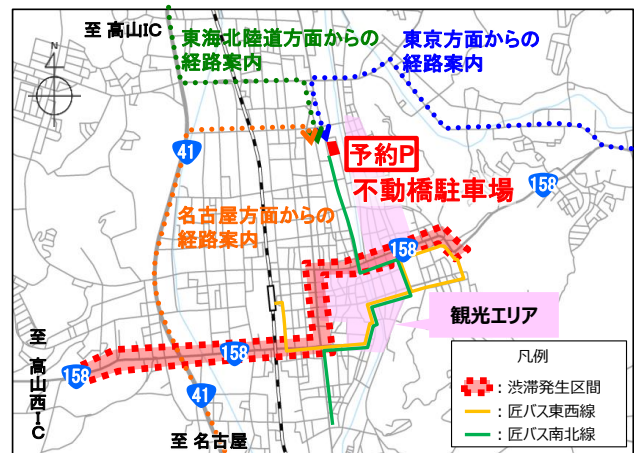 至 高山IC
東海北陸道方面からの
経路案内
東京方面からの
経路案内
N
41
予約P
不動橋駐車場
158
名古屋方面からの
経路案内
158
観光エリア
至 高山西IC
158
158
41
至 名古屋
凡例
：渋滞発生区間
：匠バス東西線
：匠バス南北線